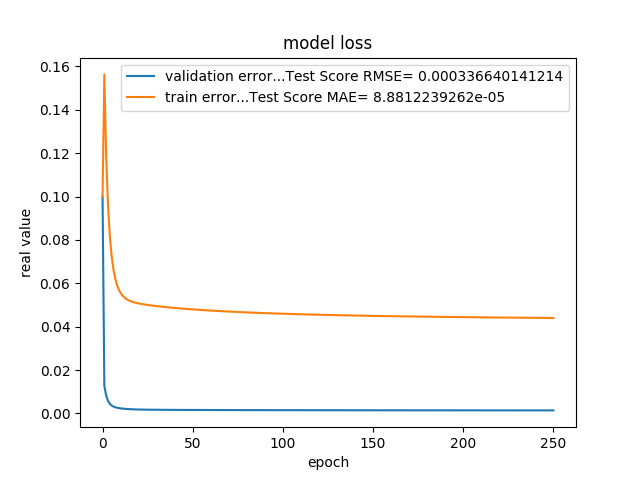 model loss
validation error...Test Score RMSE= 0.000336640141214
train error...Test Score MAE= 8.8812239262e-05
0.16
0.14
0.12
0.10
0.08
0.06
0.04
0.02
0.00
real value
0 50 100 150 200 250
epoch